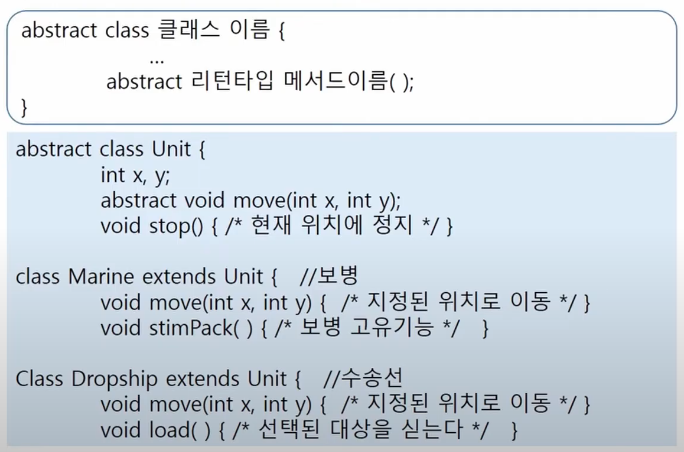 abstract class 클래스 이름 {
...
abstract 리턴타입 메서드이름( );
}
abstract class Unit {
int x, y;
abstract void move(int x, int y);
void stop() { /* 현재 위치에 정지 */ }
class Marine extends Unit { //보병
void move(int x, int y) { /* 지정된 위치로 이동 */ }
void stimPack( ) { /* 보병 고유기능 */ }
Class Dropship extends Unit { //수송선
void move(int x, int y) { /* 지정된 위치로 이동 */ }
void load( ) { /* 선택된 대상을 싣는다 */ }